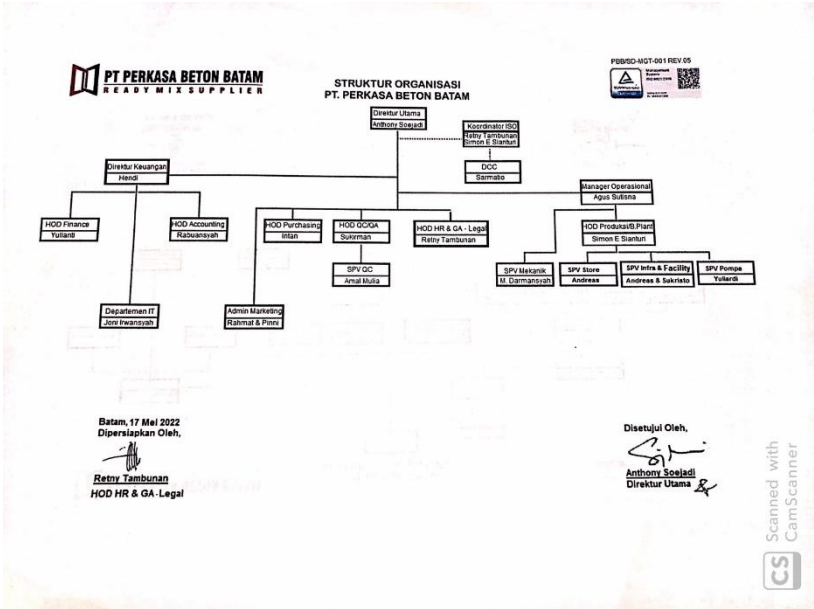 PT PERKASA BETON BATAM
READY MIX SUPPLIER
PBB/SD-MGT-001 REV.05
Management
System
ISO 9001:2015
STRUKTUR ORGANISASI
PT. PERKASA BETON BATAM
Direktur Utama
Anthony Soejadi
Koordinator ISO
Retny Tambunan
Simon E Sianturi
DCC
Sarmatio
Direktur Keuangan
Hendi
Manager Operasional
Agus Sutisna
HOD Finance
Yulianti
HOD Accounting
Rabuansyah
HOD Purchasing
Intan
HOD QC/QA
Sukirman
HOD HR & GA - Legal
Retny Tambunan
HOD Produksi/B.Plant
Simon E Sianturi
SPV QC
Amal Mulia
SPV Mekanik
M. Darmansyah
SPV Store
Andreas
SPV Infra & Facility
Andreas & Sukristo
SPV Pompa
Yuliardi
Departemen IT
Joni Irwansyah
Admin Marketing
Rahmat & Pinni
Batam, 17 Mei 2022
Dipersiapkan Oleh,
Retny Tambunan
HOD HR & GA-Legal
Disetujui Oleh,
Anthony Soejadi
Direktur Utama
Scanned with
CamScanner
CS